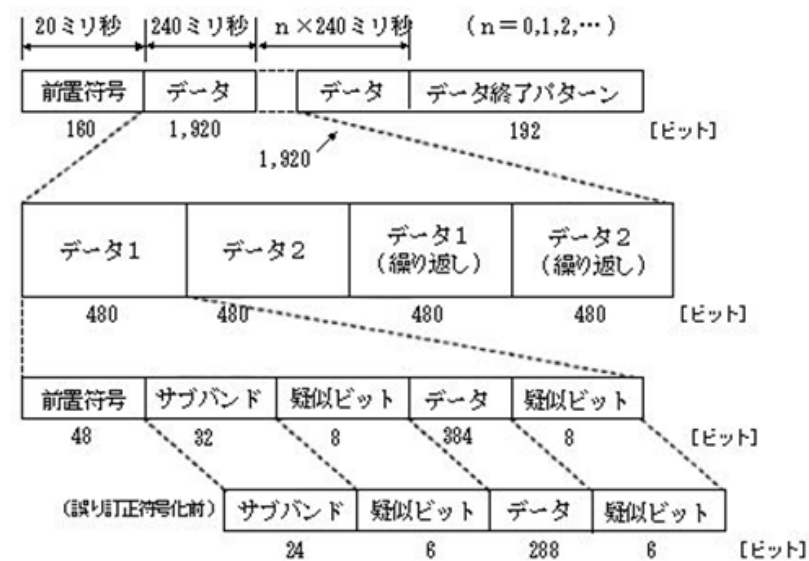 20ミリ秒 240ミリ秒 n×240ミリ秒 (n=0,1,2,…)
前置符号 データ データ データ終了パターン
160 1,920 192 [ビット]
1,920
データ1 データ2 データ1 データ2
(繰り返し) (繰り返し)
480 480 480 480 [ビット]
前置符号 サブバンド 疑似ビット データ 疑似ビット
48 32 8 384 8 [ビット]
(誤り訂正符号化前) サブバンド 疑似ビット データ 疑似ビット
24 6 288 6 [ビット]